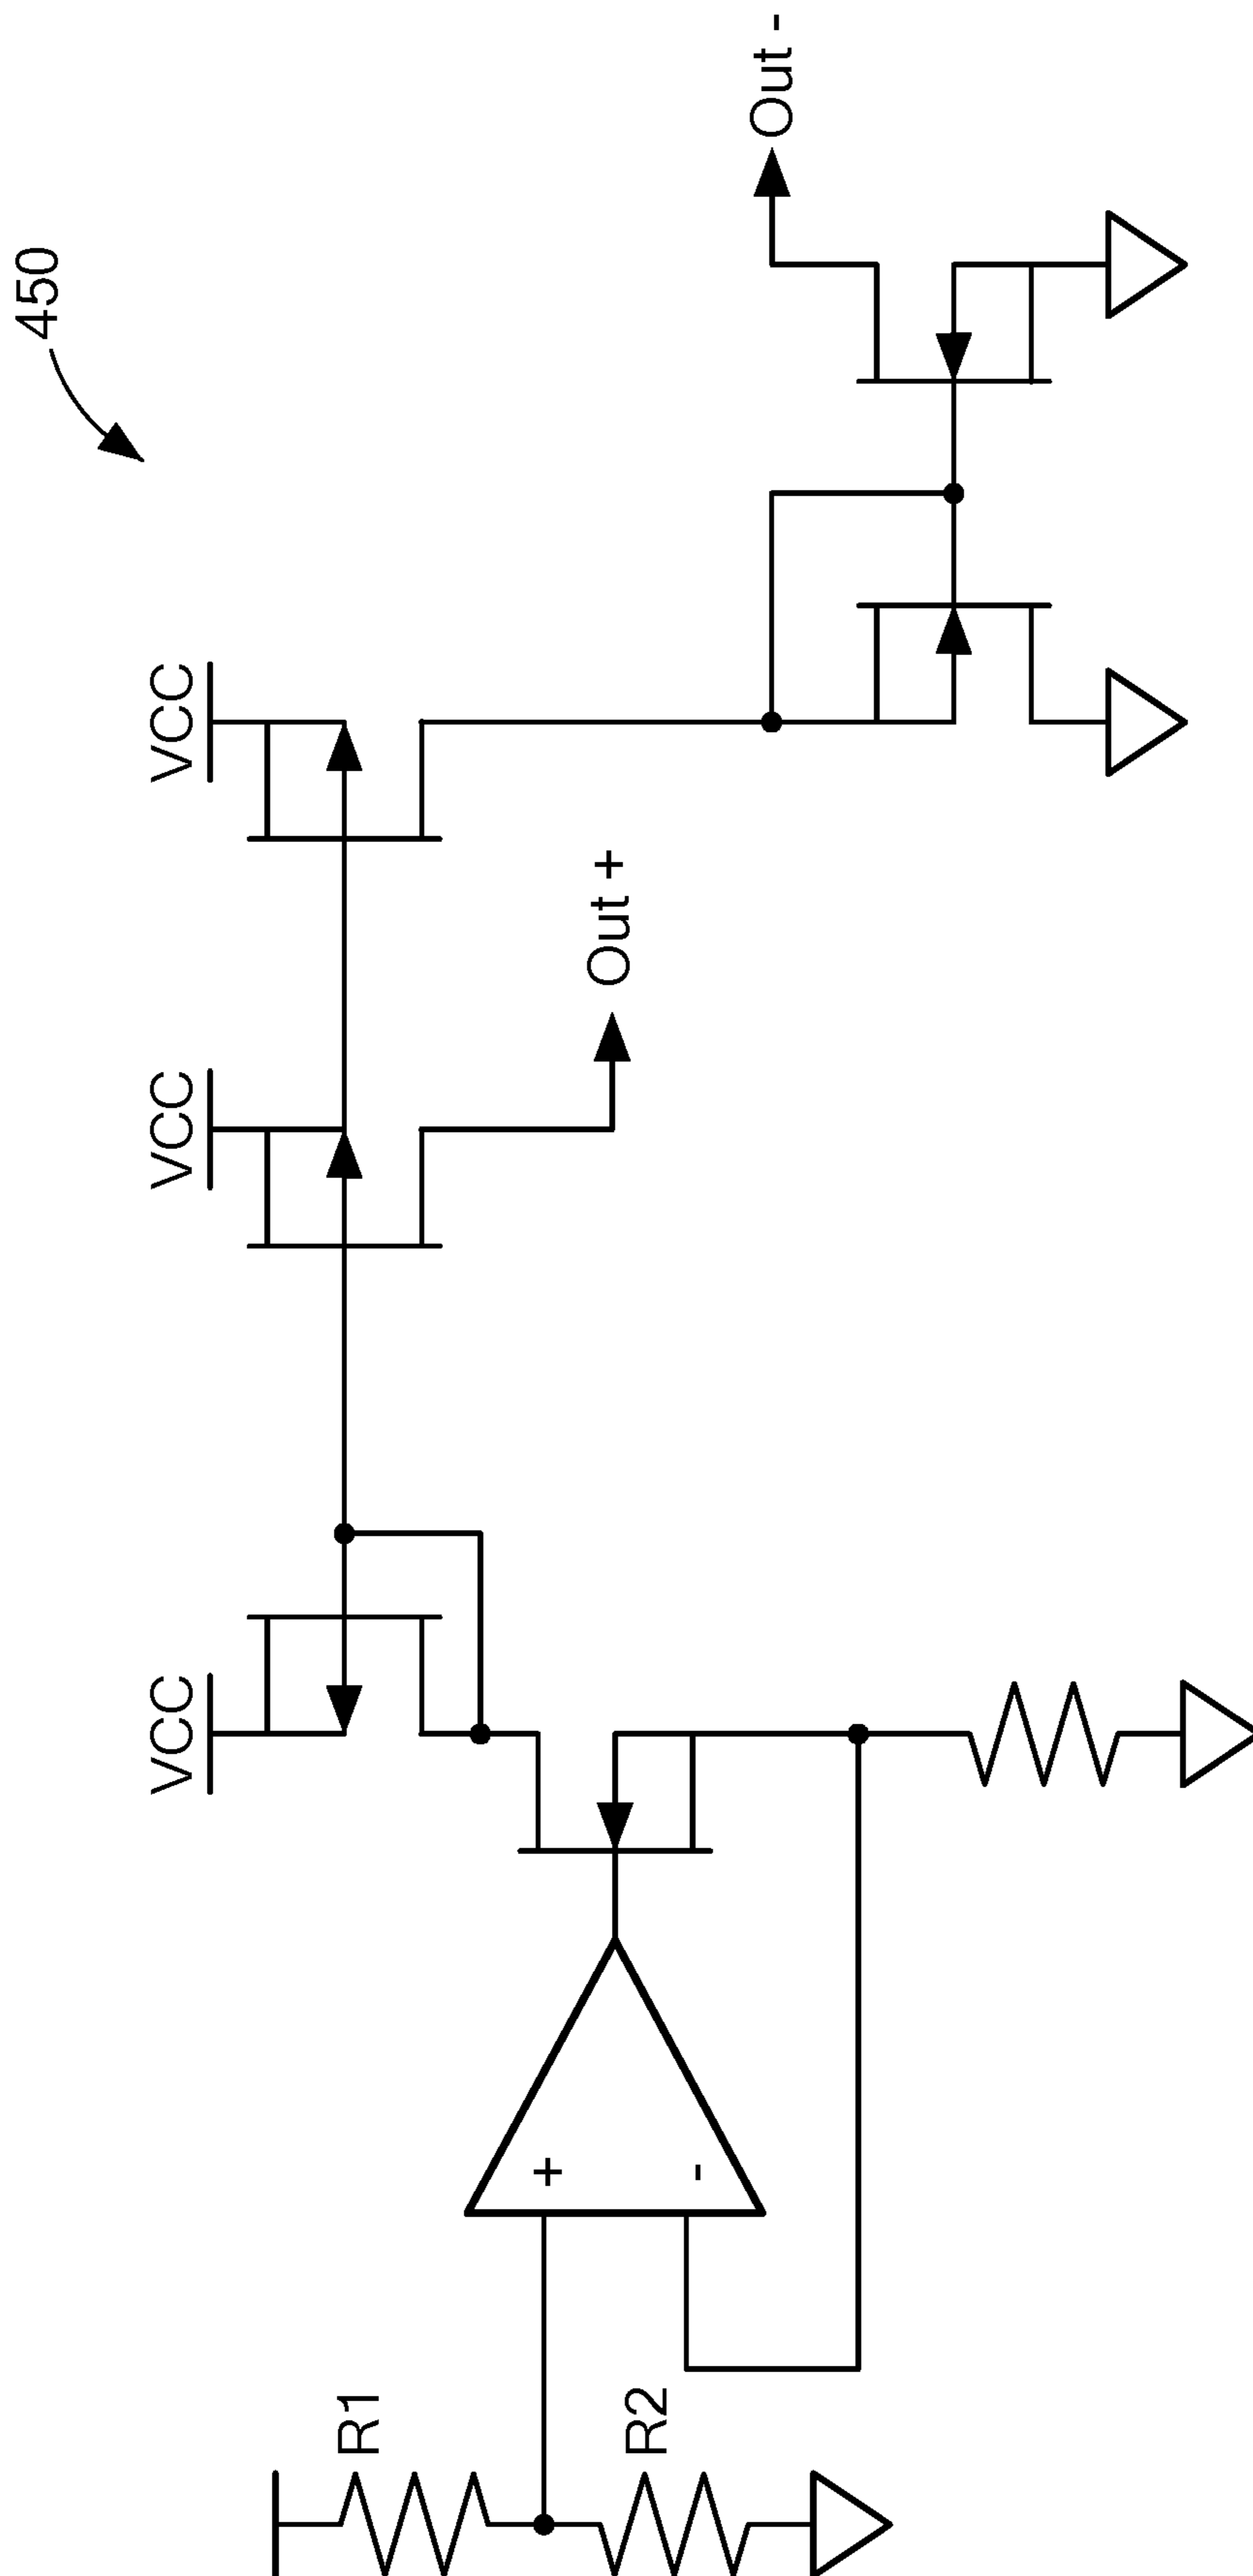 450
VCC
VCC
VCC
Out +
Out -
R1
R2
+
-